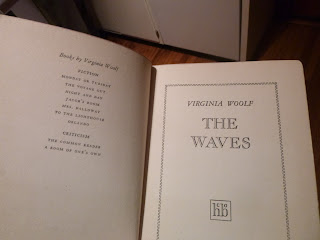 Books by Virginia Woolf
FICTION
MONDAY OR TUESDAY
THE VOYAGE OUT
NIGHT AND DAY
JACOB'S ROOM
MRS. DALLOWAY
TO THE LIGHTHOUSE
ORLANDO
CRITICISM
THE COMMON READER
A ROOM OF ONE'S OWN
VIRGINIA WOOLF
THE
WAVES
hb